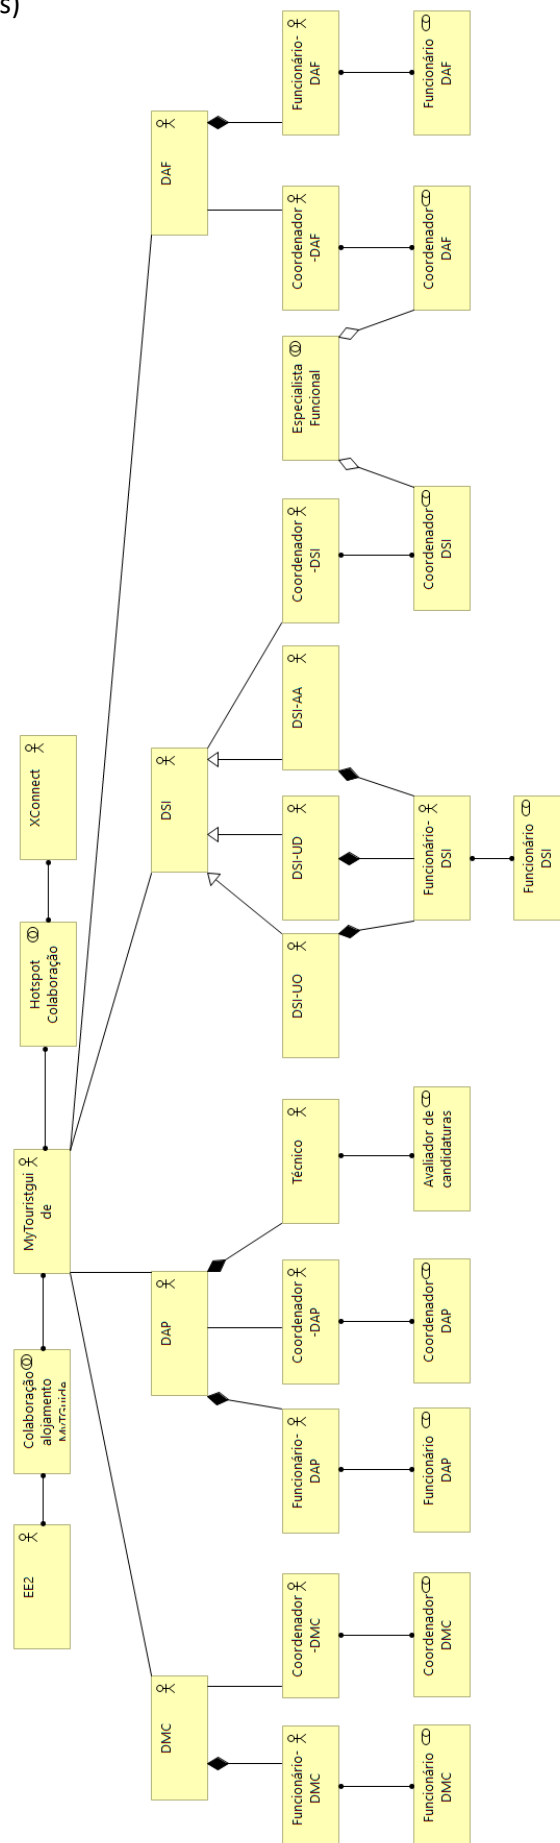 s)
EE2
Colaboração
alojamento
MyTGuide
MyTouristgui
de
Hotspot
Colaboração
XConnect
DMC
DAP
DSI
DAF
Funcionário-
DMC
Coordenador
-DMC
Funcionário-
DAP
Coordenador
-DAP
Técnico
DSI-UO
DSI-UD
DSI-AA
Coordenador
-DSI
Especialista
Funcional
Coordenador
-DAF
Funcionário-
DAF
Funcionário
DMC
Coordenador
DMC
Funcionário
DAP
Coordenador
DAP
Avaliador de
candidaturas
Funcionário-
DSI
Coordenador
DSI
Coordenador
DAF
Funcionário
DAF
Funcionário
DSI